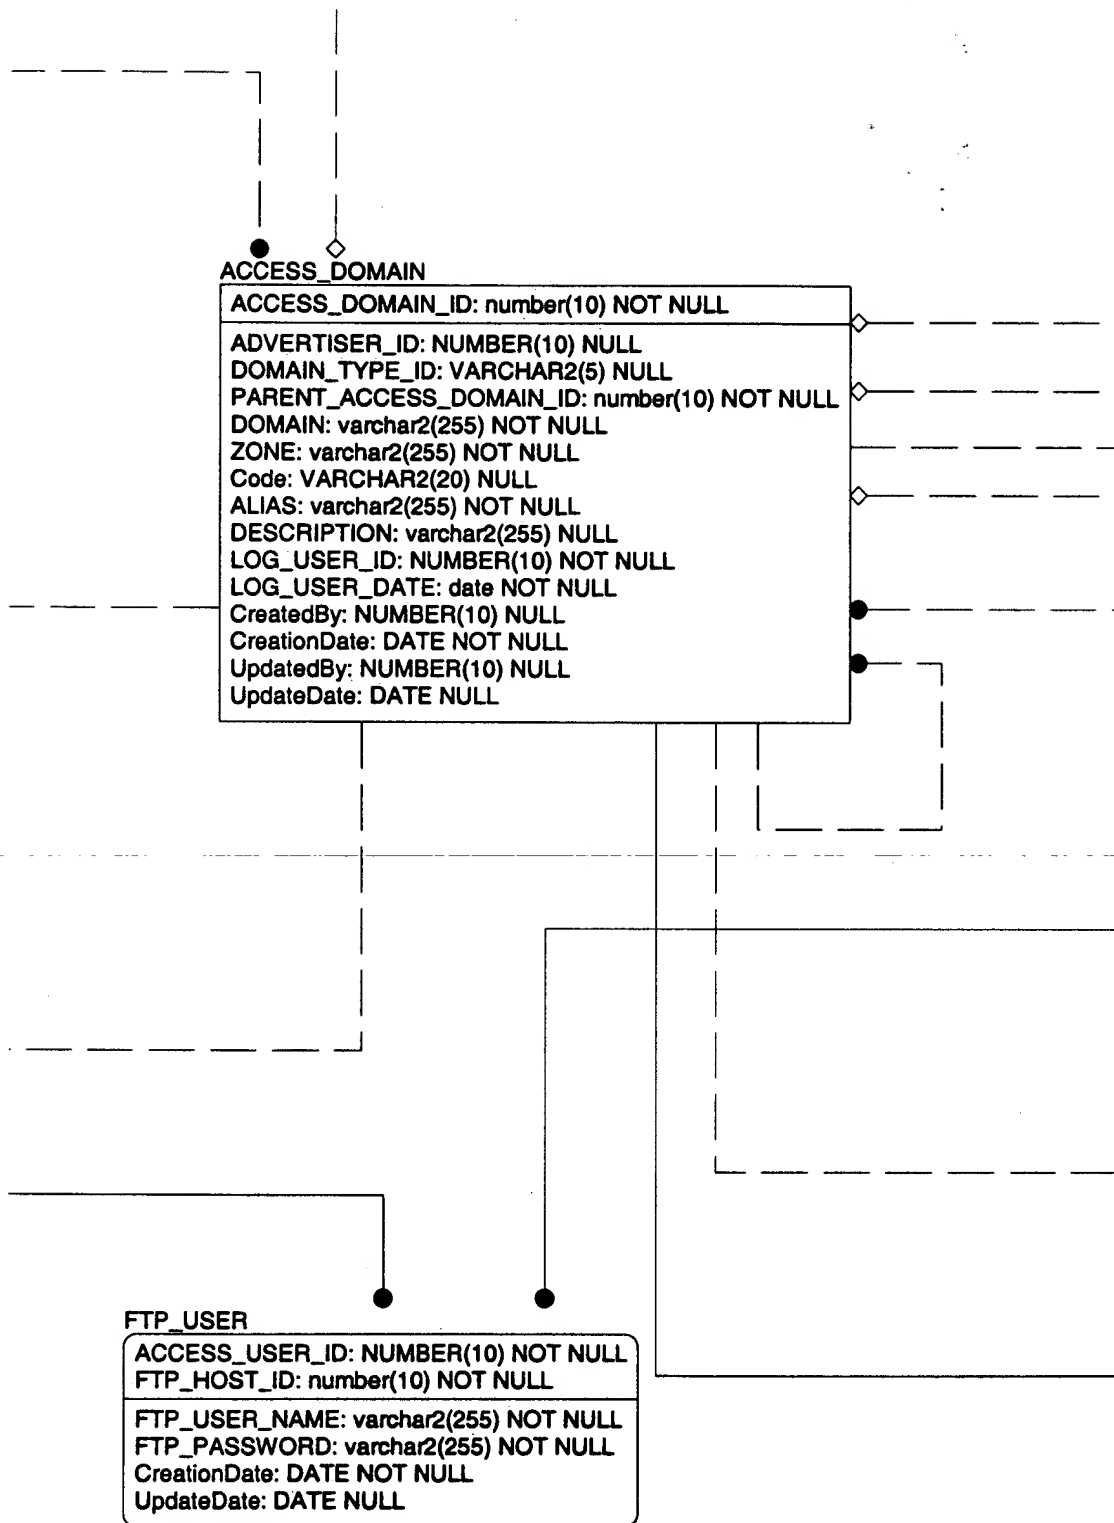 ACCESS_DOMAIN
ACCESS_DOMAIN_ID: number(10) NOT NULL
ADVERTISER_ID: NUMBER(10) NULL
DOMAIN_TYPE_ID: VARCHAR2(5) NULL
PARENT_ACCESS_DOMAIN_ID: number(10) NOT NULL
DOMAIN: varchar2(255) NOT NULL
ZONE: varchar2(255) NOT NULL
Code: VARCHAR2(20) NULL
ALIAS: varchar2(255) NOT NULL
DESCRIPTION: varchar2(255) NULL
LOG_USER_ID: NUMBER(10) NOT NULL
LOG_USER_DATE: date NOT NULL
CreatedBy: NUMBER(10) NULL
CreationDate: DATE NOT NULL
UpdatedBy: NUMBER(10) NULL
UpdateDate: DATE NULL
FTP_USER
ACCESS_USER_ID: NUMBER(10) NOT NULL
FTP_HOST_ID: number(10) NOT NULL
FTP_USER_NAME: varchar2(255) NOT NULL
FTP_PASSWORD: varchar2(255) NOT NULL
CreationDate: DATE NOT NULL
UpdateDate: DATE NULL